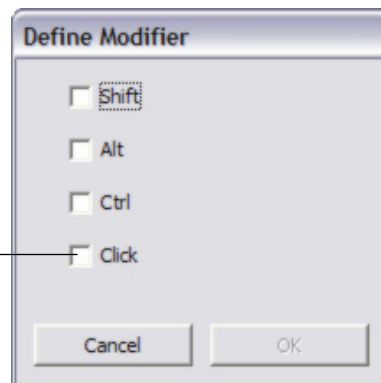 Define Modifier
Shift
Alt
Ctrl
Click
Cancel
OK